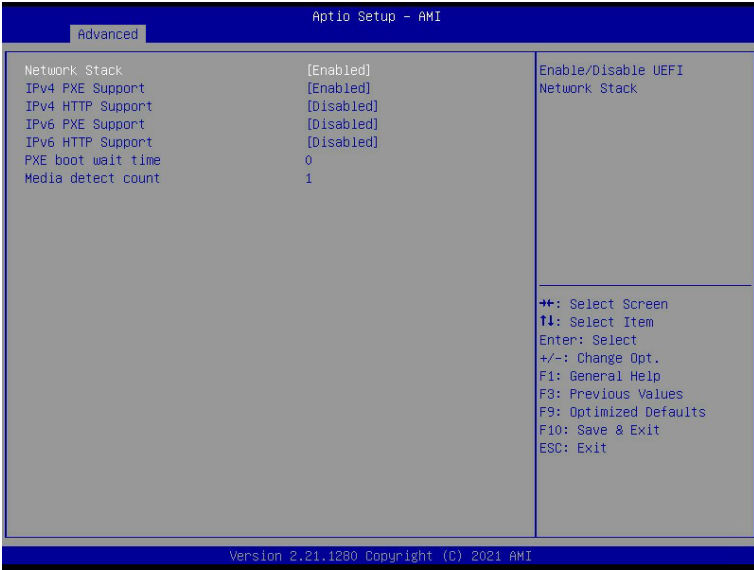 Aptio Setup – AMI
Advanced
Network Stack [Enabled]
IPv4 PXE Support [Enabled]
IPv4 HTTP Support [Disabled]
IPv6 PXE Support [Disabled]
IPv6 HTTP Support [Disabled]
PXE boot wait time 0
Media detect count 1
Enable/Disable UEFI
Network Stack
→←: Select Screen
↑↓: Select Item
Enter: Select
+/-: Change Opt.
F1: General Help
F3: Previous Values
F9: Optimized Defaults
F10: Save & Exit
ESC: Exit
Version 2.21.1280 Copyright (C) 2021 AMI